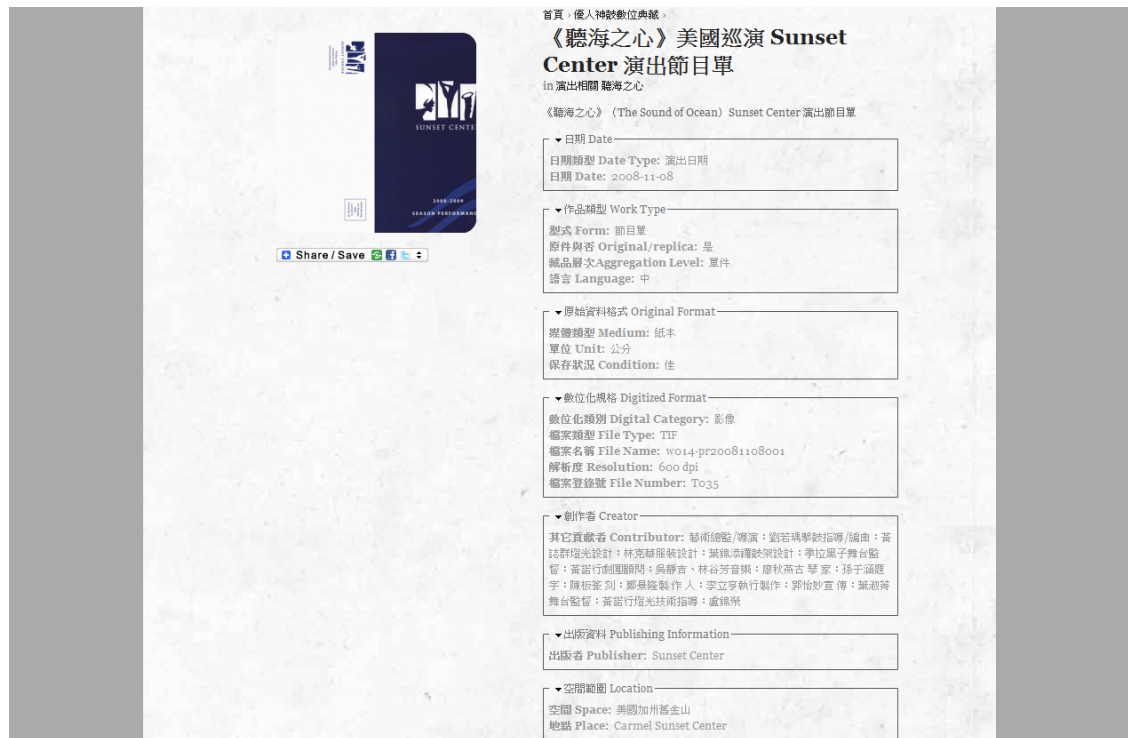 首頁 › 優人神鼓數位典藏 ›
《聽海之心》美國巡演 Sunset
Center 演出節目單
in 演出相關 聽海之心
《聽海之心》（The Sound of Ocean）Sunset Center 演出節目單
SUNSET CENTE
2008-2009
SEASON PERFORMANC
Share / Save
日期 Date
日期類型 Date Type: 演出日期
日期 Date: 2008-11-08
作品類型 Work Type
型式 Form: 節目單
原件與否 Original/replica: 是
藏品層次Aggregation Level: 單件
語言 Language: 中
原始資料格式 Original Format
媒體類型 Medium: 紙本
單位 Unit: 公分
保存狀況 Condition: 佳
數位化規格 Digitized Format
數位化類別 Digital Category: 影像
檔案類型 File Type: TIF
檔案名稱 File Name: w014-pr20081108001
解析度 Resolution: 600 dpi
檔案登錄號 File Number: T035
創作者 Creator
其它貢獻者 Contributor: 藝術總監/導演：劉若瑀擊鼓指導/編曲：黃
誌群燈光設計：林克華服裝設計：葉錦添鑼鼓架設計：季拉黑子舞台監
督：黃諾行劇團顧問：吳靜吉、林谷芳音樂：廖秋燕古 琴 家：孫于涵題
字：陳板篆 刻：鄭景隆製 作 人：李立亨執行製作：郭怡妙宣 傳：葉淑菁
舞台監督：黃諾行燈光技術指導：盧錦榮
出版資料 Publishing Information
出版者 Publisher: Sunset Center
空間範圍 Location
空間 Space: 美國加州舊金山
地點 Place: Carmel Sunset Center